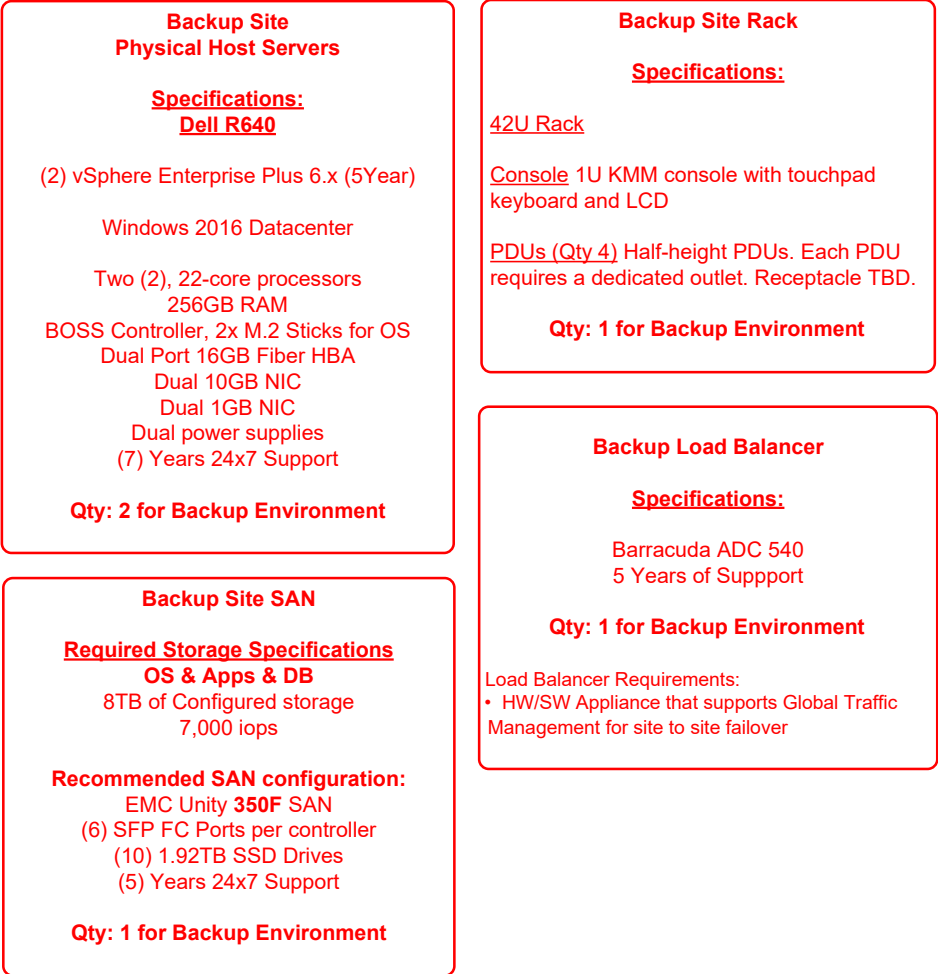 Backup Site
Physical Host Servers
Specifications:
Dell R640
(2) vSphere Enterprise Plus 6.x (5Year)
Windows 2016 Datacenter
Two (2), 22-core processors
256GB RAM
BOSS Controller, 2x M.2 Sticks for OS
Dual Port 16GB Fiber HBA
Dual 10GB NIC
Dual 1GB NIC
Dual power supplies
(7) Years 24x7 Support
Qty: 2 for Backup Environment
Backup Site SAN
Required Storage Specifications
OS & Apps & DB
8TB of Configured storage
7,000 iops
Recommended SAN configuration:
EMC Unity 350F SAN
(6) SFP FC Ports per controller
(10) 1.92TB SSD Drives
(5) Years 24x7 Support
Qty: 1 for Backup Environment
Backup Site Rack
Specifications:
42U Rack
Console 1U KMM console with touchpad
keyboard and LCD
PDUs (Qty 4) Half-height PDUs. Each PDU
requires a dedicated outlet. Receptacle TBD.
Qty: 1 for Backup Environment
Backup Load Balancer
Specifications:
Barracuda ADC 540
5 Years of Suppport
Qty: 1 for Backup Environment
Load Balancer Requirements:
• HW/SW Appliance that supports Global Traffic
Management for site to site failover